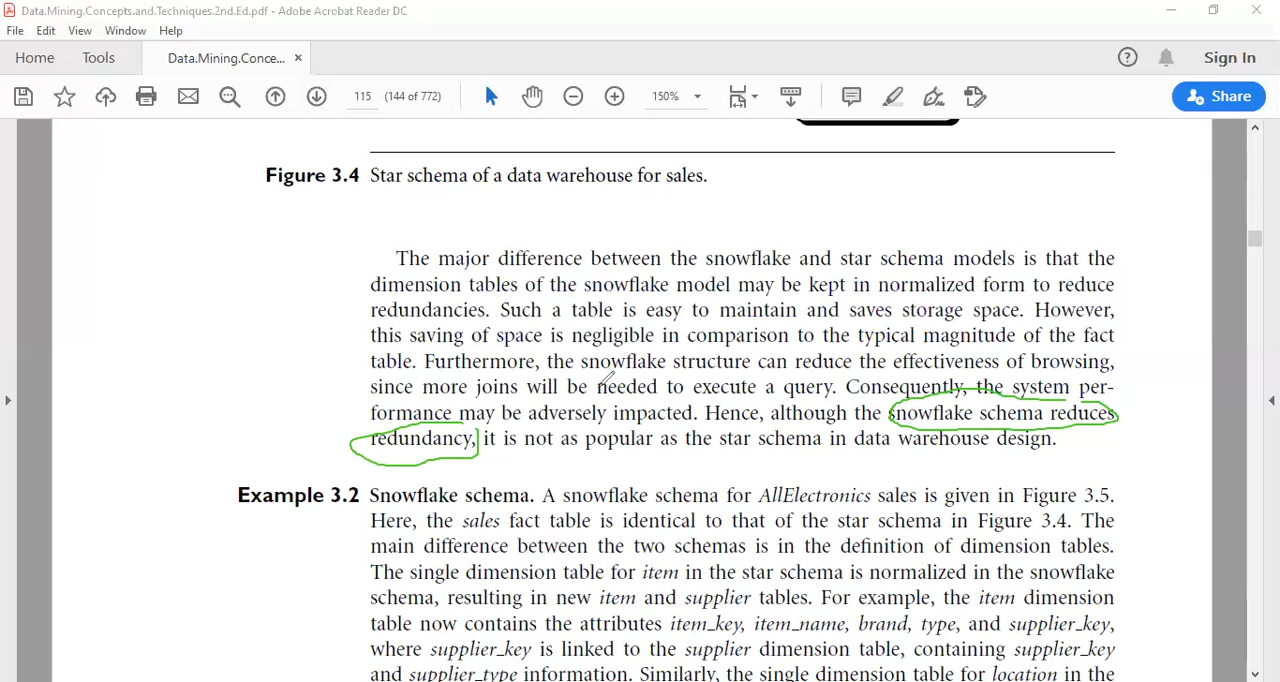 Data.Mining.Concepts.and.Techniques.2nd.Ed.pdf - Adobe Acrobat Reader DC
File Edit View Window Help
Home Tools Data.Mining.Conce... × Sign In
115 (144 of 772) 150% Share
Figure 3.4 Star schema of a data warehouse for sales.
The major difference between the snowflake and star schema models is that the
dimension tables of the snowflake model may be kept in normalized form to reduce
redundancies. Such a table is easy to maintain and saves storage space. However,
this saving of space is negligible in comparison to the typical magnitude of the fact
table. Furthermore, the snowflake structure can reduce the effectiveness of browsing,
since more joins will be needed to execute a query. Consequently, the system per-
formance may be adversely impacted. Hence, although the snowflake schema reduces
redundancy, it is not as popular as the star schema in data warehouse design.
Example 3.2 Snowflake schema. A snowflake schema for AllElectronics sales is given in Figure 3.5.
Here, the sales fact table is identical to that of the star schema in Figure 3.4. The
main difference between the two schemas is in the definition of dimension tables.
The single dimension table for item in the star schema is normalized in the snowflake
schema, resulting in new item and supplier tables. For example, the item dimension
table now contains the attributes item_key, item_name, brand, type, and supplier_key,
where supplier_key is linked to the supplier dimension table, containing supplier_key
and supplier_type information. Similarly, the single dimension table for location in the